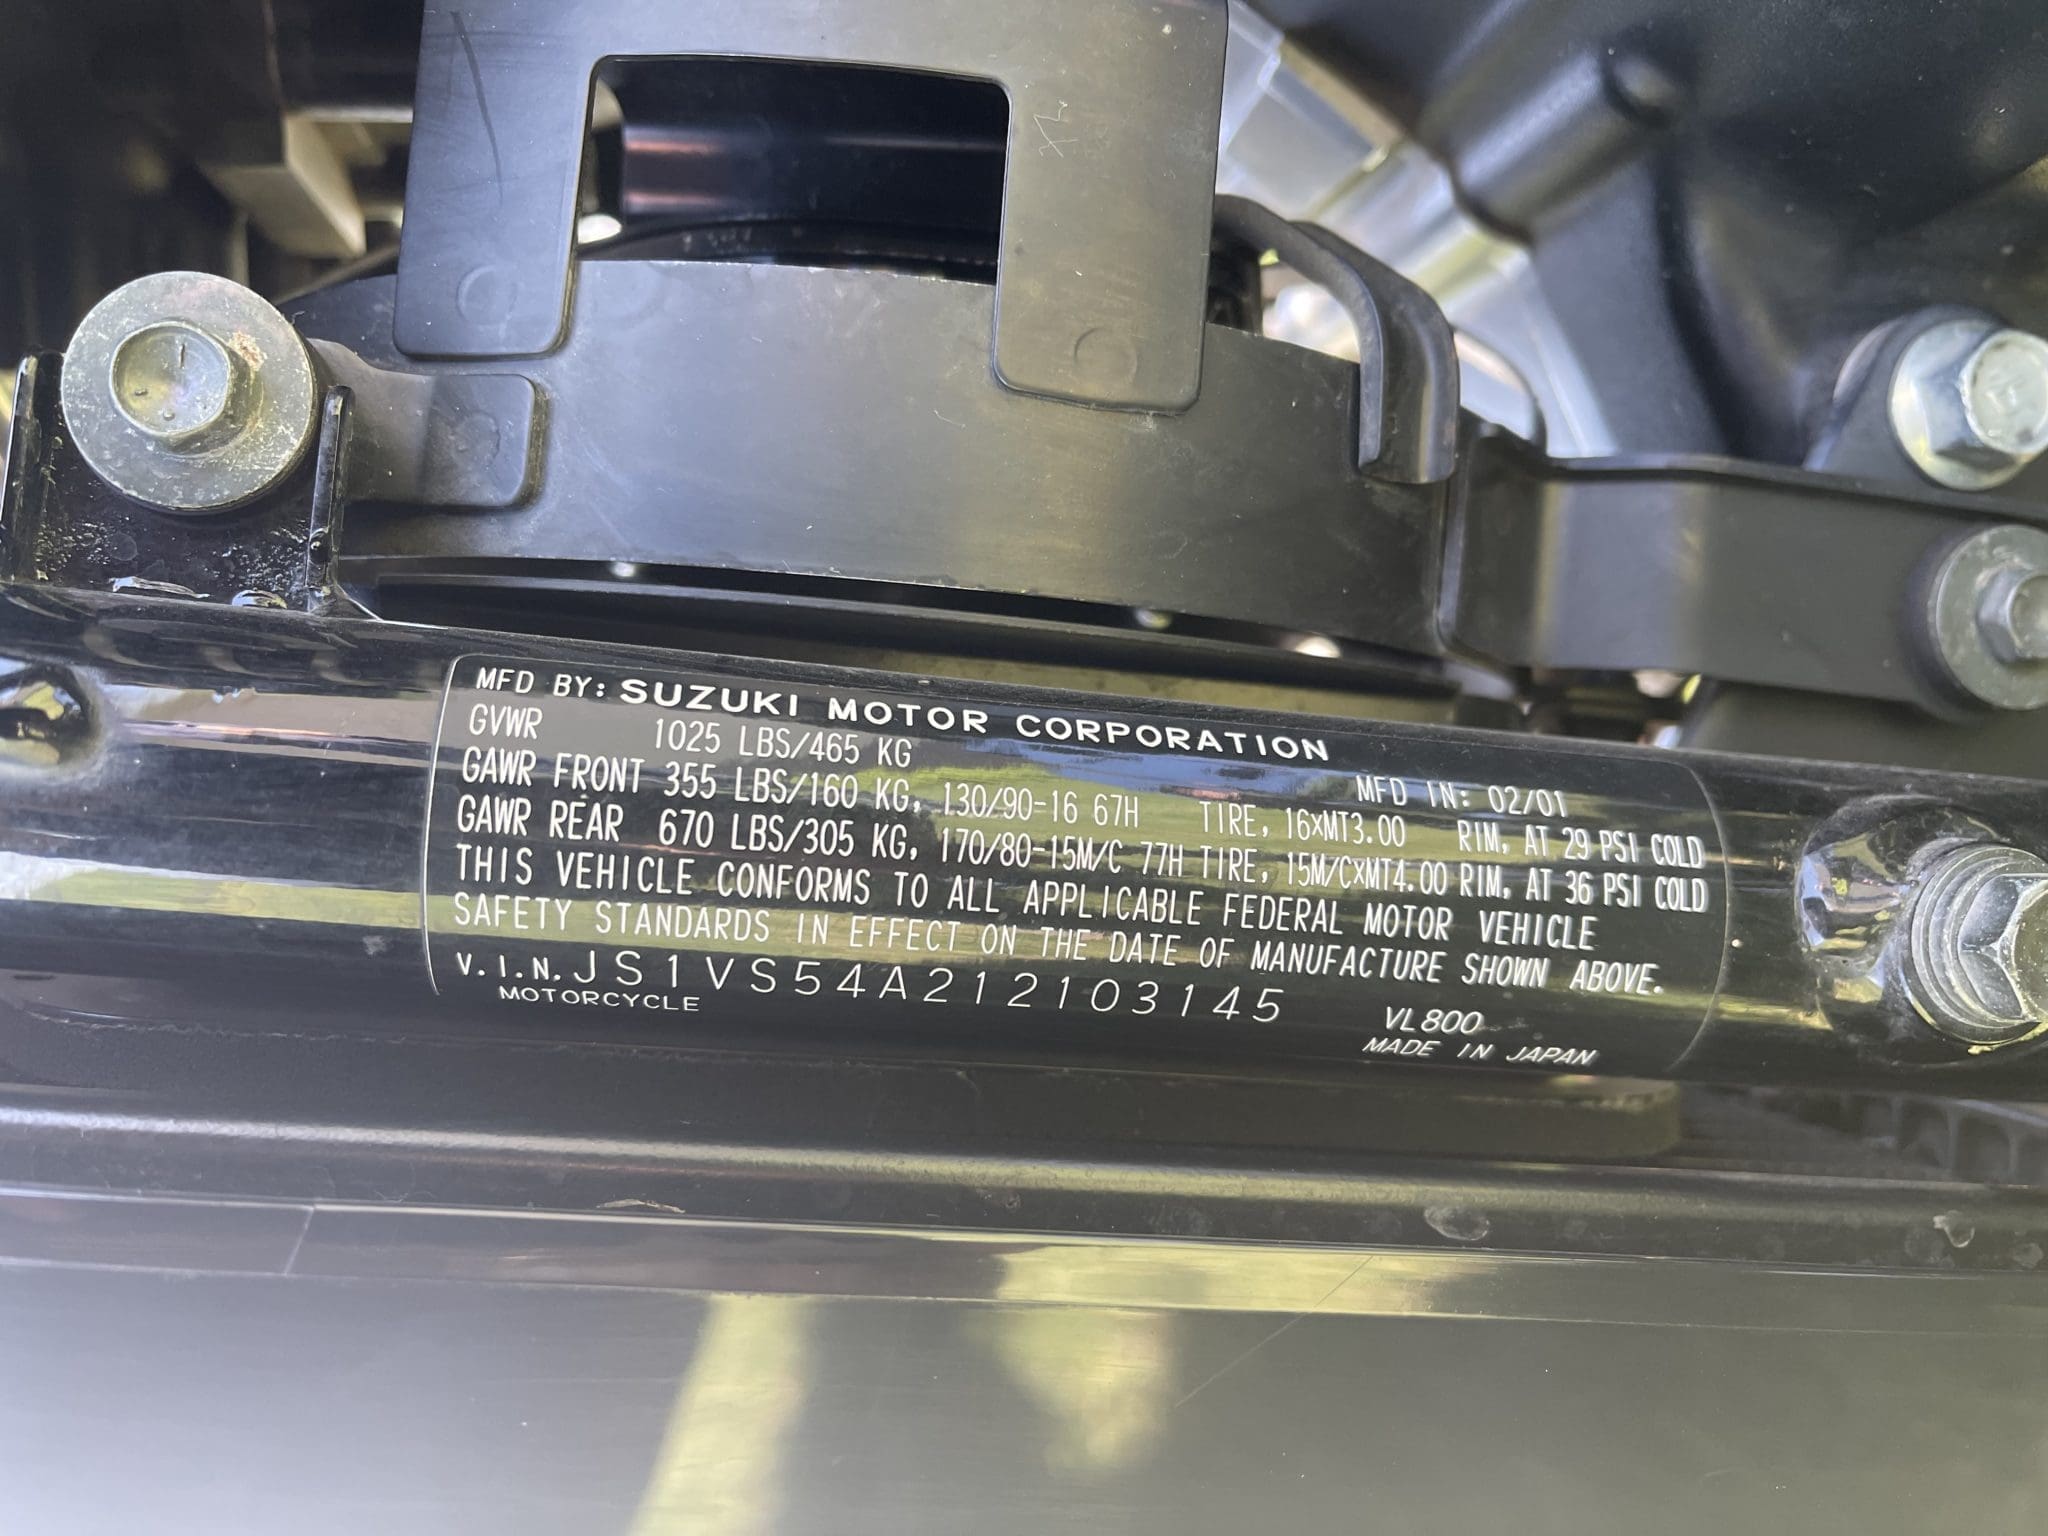 MFD BY: SUZUKI MOTOR CORPORATION
GVWR 1025 LBS/465 KG MFD IN: 02/01
GAWR FRONT 355 LBS/160 KG, 130/90-16 67H TIRE, 16×MT3.00 RIM, AT 29 PSI COLD
GAWR REAR 670 LBS/305 KG, 170/80-15M/C 77H TIRE, 15M/C×MT4.00 RIM, AT 36 PSI COLD
THIS VEHICLE CONFORMS TO ALL APPLICABLE FEDERAL MOTOR VEHICLE
SAFETY STANDARDS IN EFFECT ON THE DATE OF MANUFACTURE SHOWN ABOVE.
V.I.N. JS1VS54A212103145
MOTORCYCLE VL800
MADE IN JAPAN